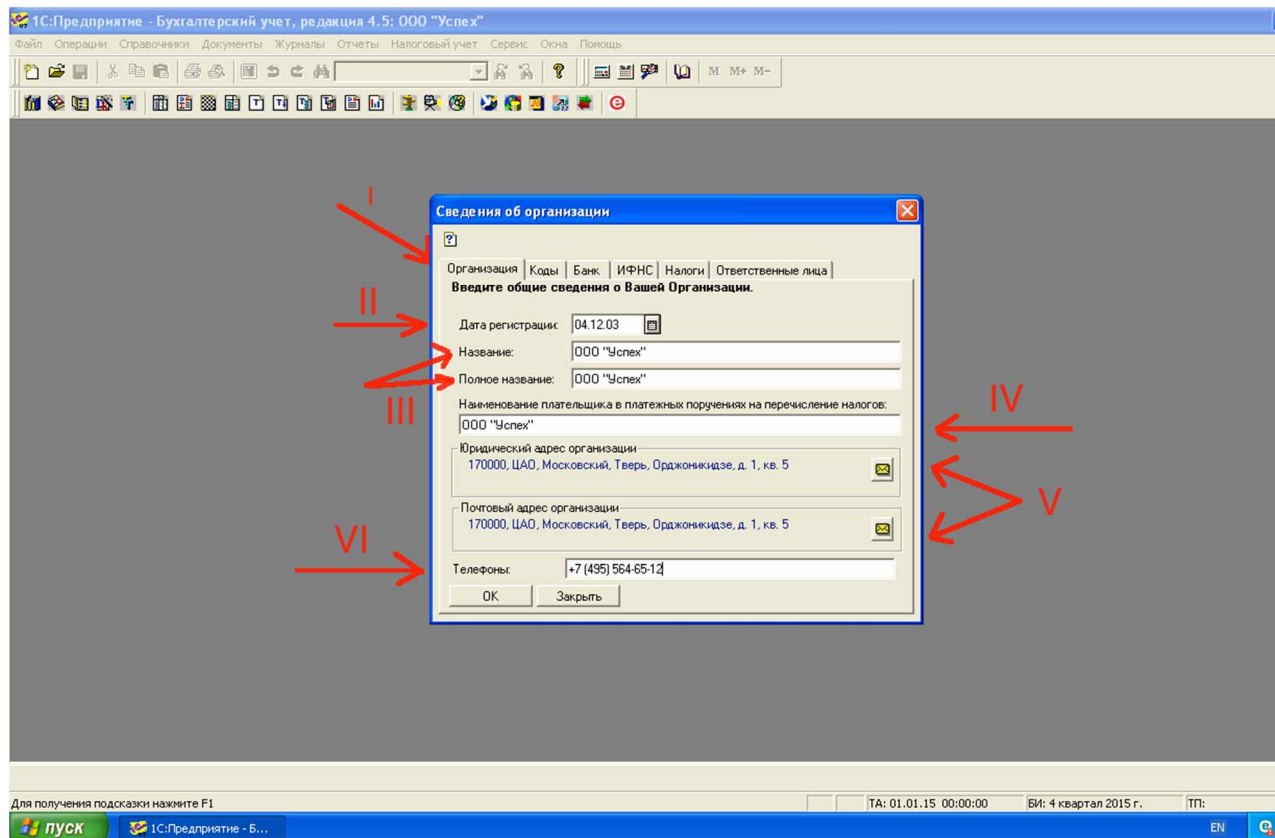 1С:Предприятие - Бухгалтерский учет, редакция 4.5: ООО "Успех"
Файл Операции Справочники Документы Журналы Отчеты Налоговый учет Сервис Окна Помощь
M M+ M-
I
Сведения об организации
Организация Коды Банк ИФНС Налоги Ответственные лица
Введите общие сведения о Вашей Организации.
II
Дата регистрации: 04.12.03
Название: ООО "Успех"
Полное название: ООО "Успех"
III
Наименование плательщика в платежных поручениях на перечисление налогов:
IV
ООО "Успех"
Юридический адрес организации
170000, ЦАО, Московский, Тверь, Орджоникидзе, д. 1, кв. 5
V
Почтовый адрес организации
170000, ЦАО, Московский, Тверь, Орджоникидзе, д. 1, кв. 5
VI
Телефоны: +7 (495) 564-65-12
OK Закрыть
Для получения подсказки нажмите F1 ТА: 01.01.15 00:00:00 БИ: 4 квартал 2015 г. ТП:
пуск 1С:Предприятие - Б... EN